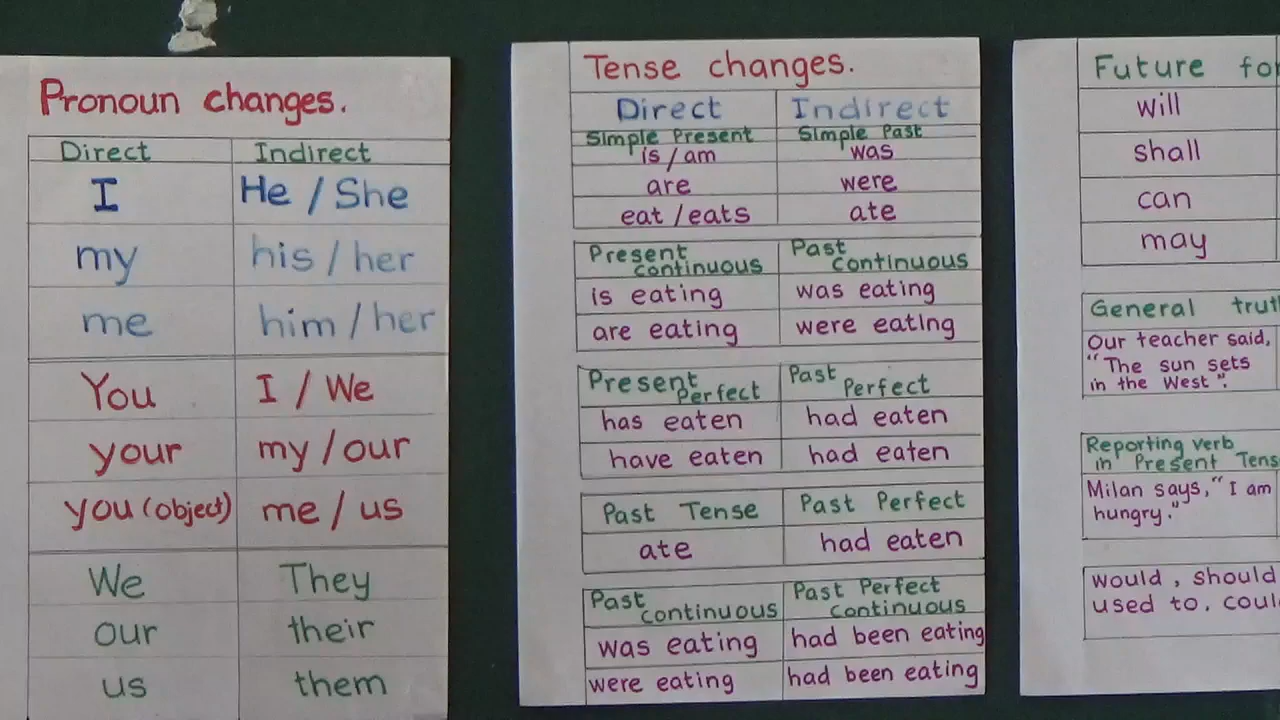 Pronoun changes.
Direct Indirect
I He / She
my his / her
me him / her
You I / We
your my / our
you (object) me / us
We They
our their
us them
Tense changes.
Direct Indirect
Simple Present Simple Past
is / am was
are were
eat / eats ate
Present continuous Past Continuous
is eating was eating
are eating were eating
Present Perfect Past Perfect
has eaten had eaten
have eaten had eaten
Past Tense Past Perfect
ate had eaten
Past continuous Past Perfect Continuous
was eating had been eating
were eating had been eating
Future
will
shall
can
may
General
Our teacher said,
"The sun sets
in the West".
Reporting verb
in Present
Milan says, "I am
hungry."
would, should
used to.